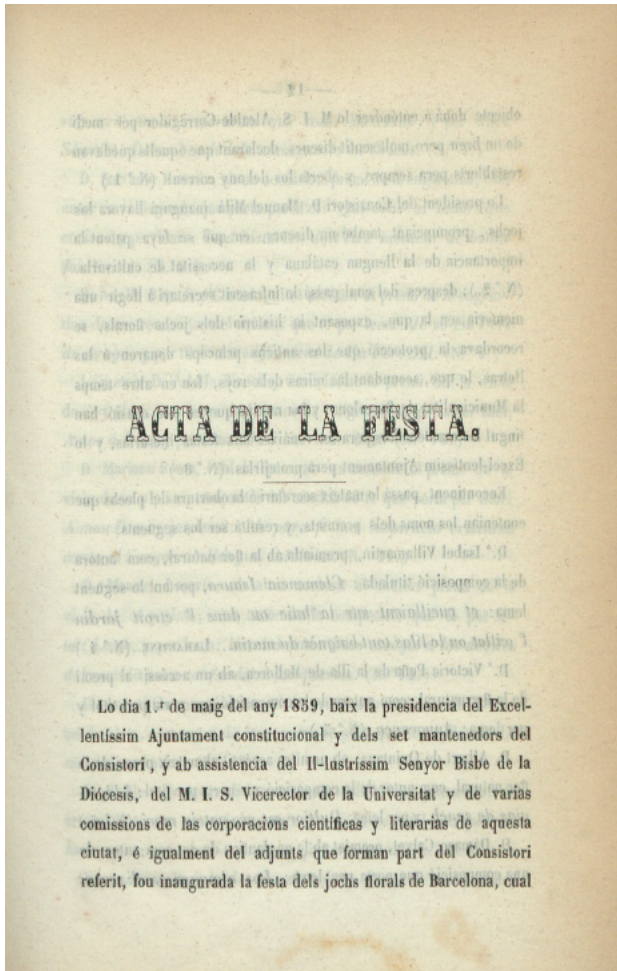 ACTA DE LA FESTA.
Lo dia 1.r de maig del any 1859, baix la presidencia del Excel-
lentíssim Ajuntament constitucional y dels set mantenedors del
Consistori, y ab assistencia del Il-lustríssim Senyor Bisbe de la
Diócesis, del M. I. S. Vicerector de la Universitat y de varias
comissions de las corporacions científicas y literarias de aquesta
ciutat, é igualment del adjunts que forman part del Consistori
referit, fou inaugurada la festa dels jochs florals de Barcelona, cual